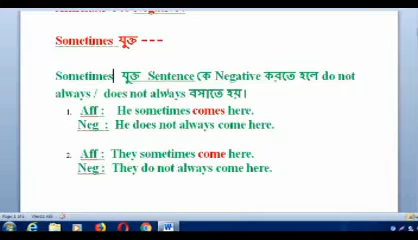 Sometimes যুক্ত ---
Sometimes যুক্ত Sentence কে Negative করতে হলে do not
always / does not always বসাতে হয়।
1. Aff : He sometimes comes here.
Neg : He does not always come here.
2. Aff : They sometimes come here.
Neg : They do not always come here.